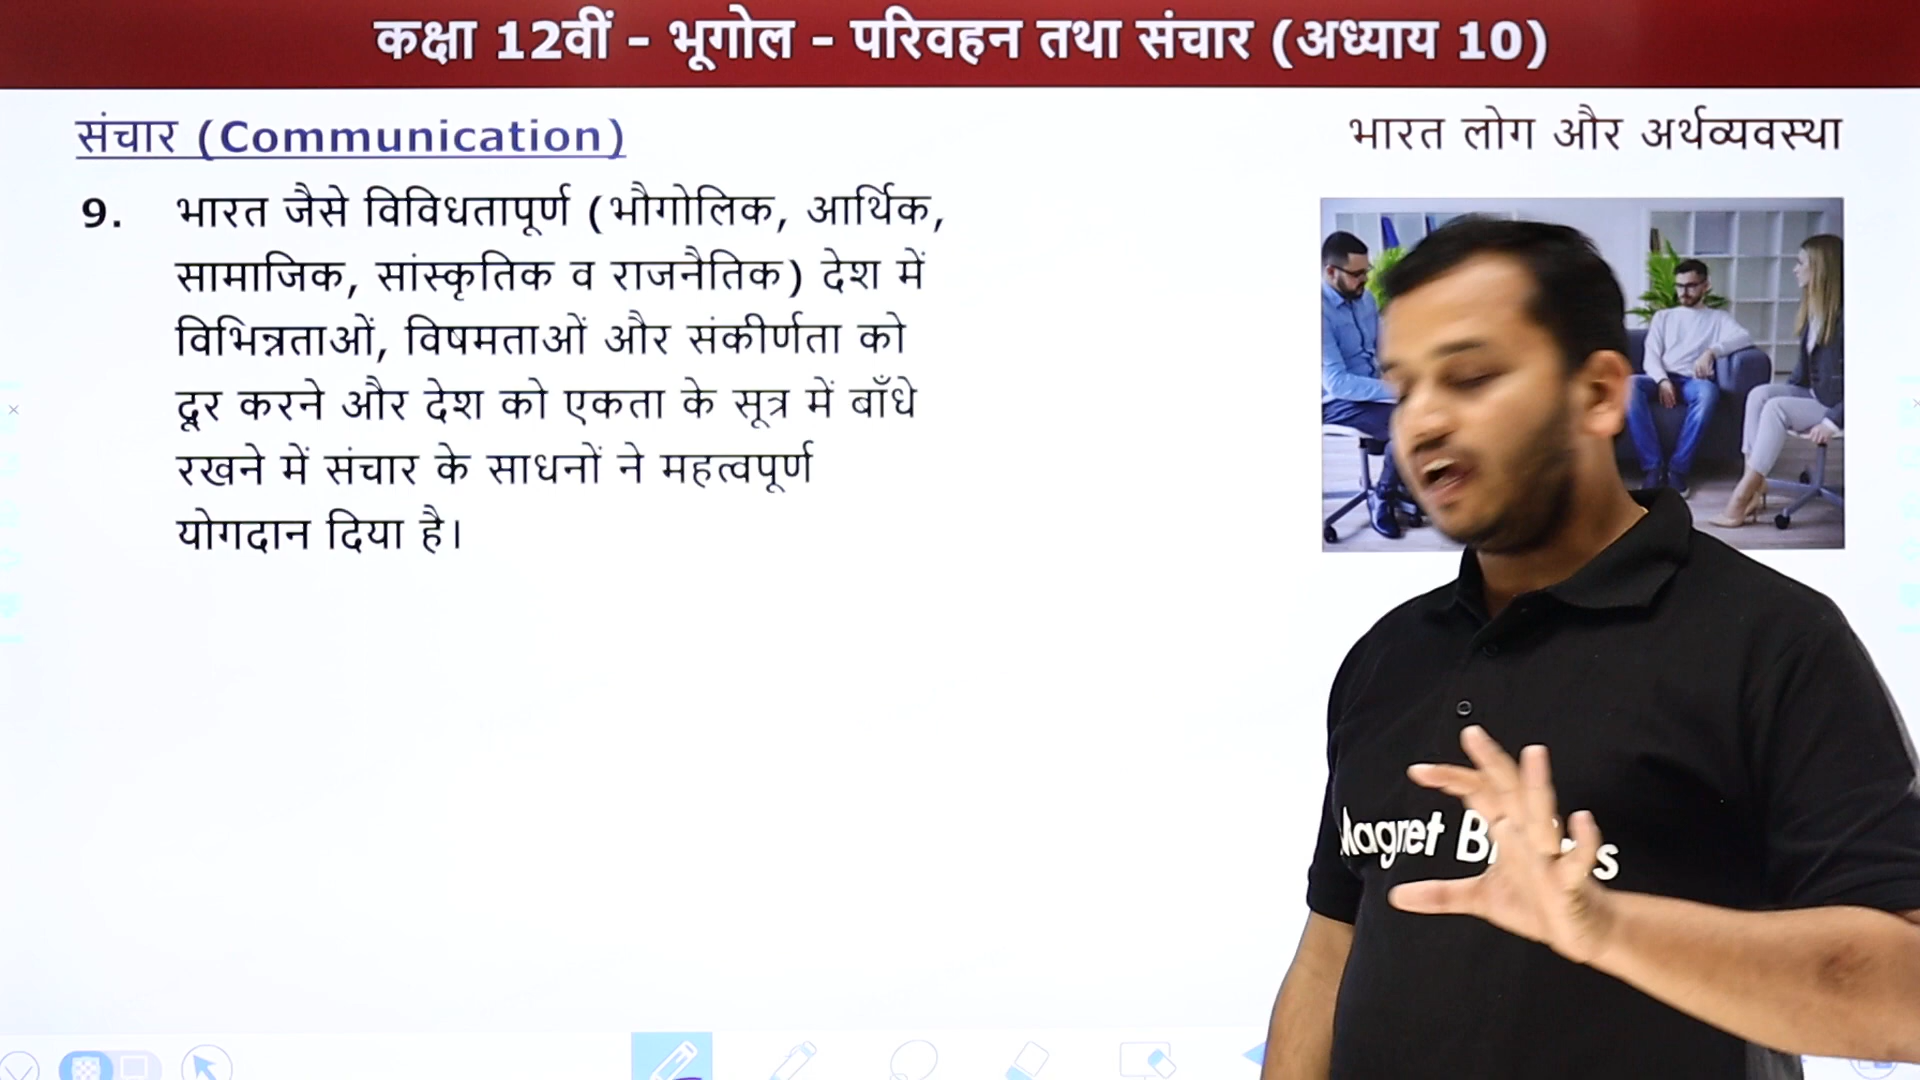 कक्षा 12वीं - भूगोल - परिवहन तथा संचार (अध्याय 10)
संचार (Communication)
भारत लोग और अर्थव्यवस्था
9. भारत जैसे विविधतापूर्ण (भौगोलिक, आर्थिक,
सामाजिक, सांस्कृतिक व राजनैतिक) देश में
विभिन्नताओं, विषमताओं और संकीर्णता को
दूर करने और देश को एकता के सूत्र में बाँधे
रखने में संचार के साधनों ने महत्वपूर्ण
योगदान दिया है।
Magnet